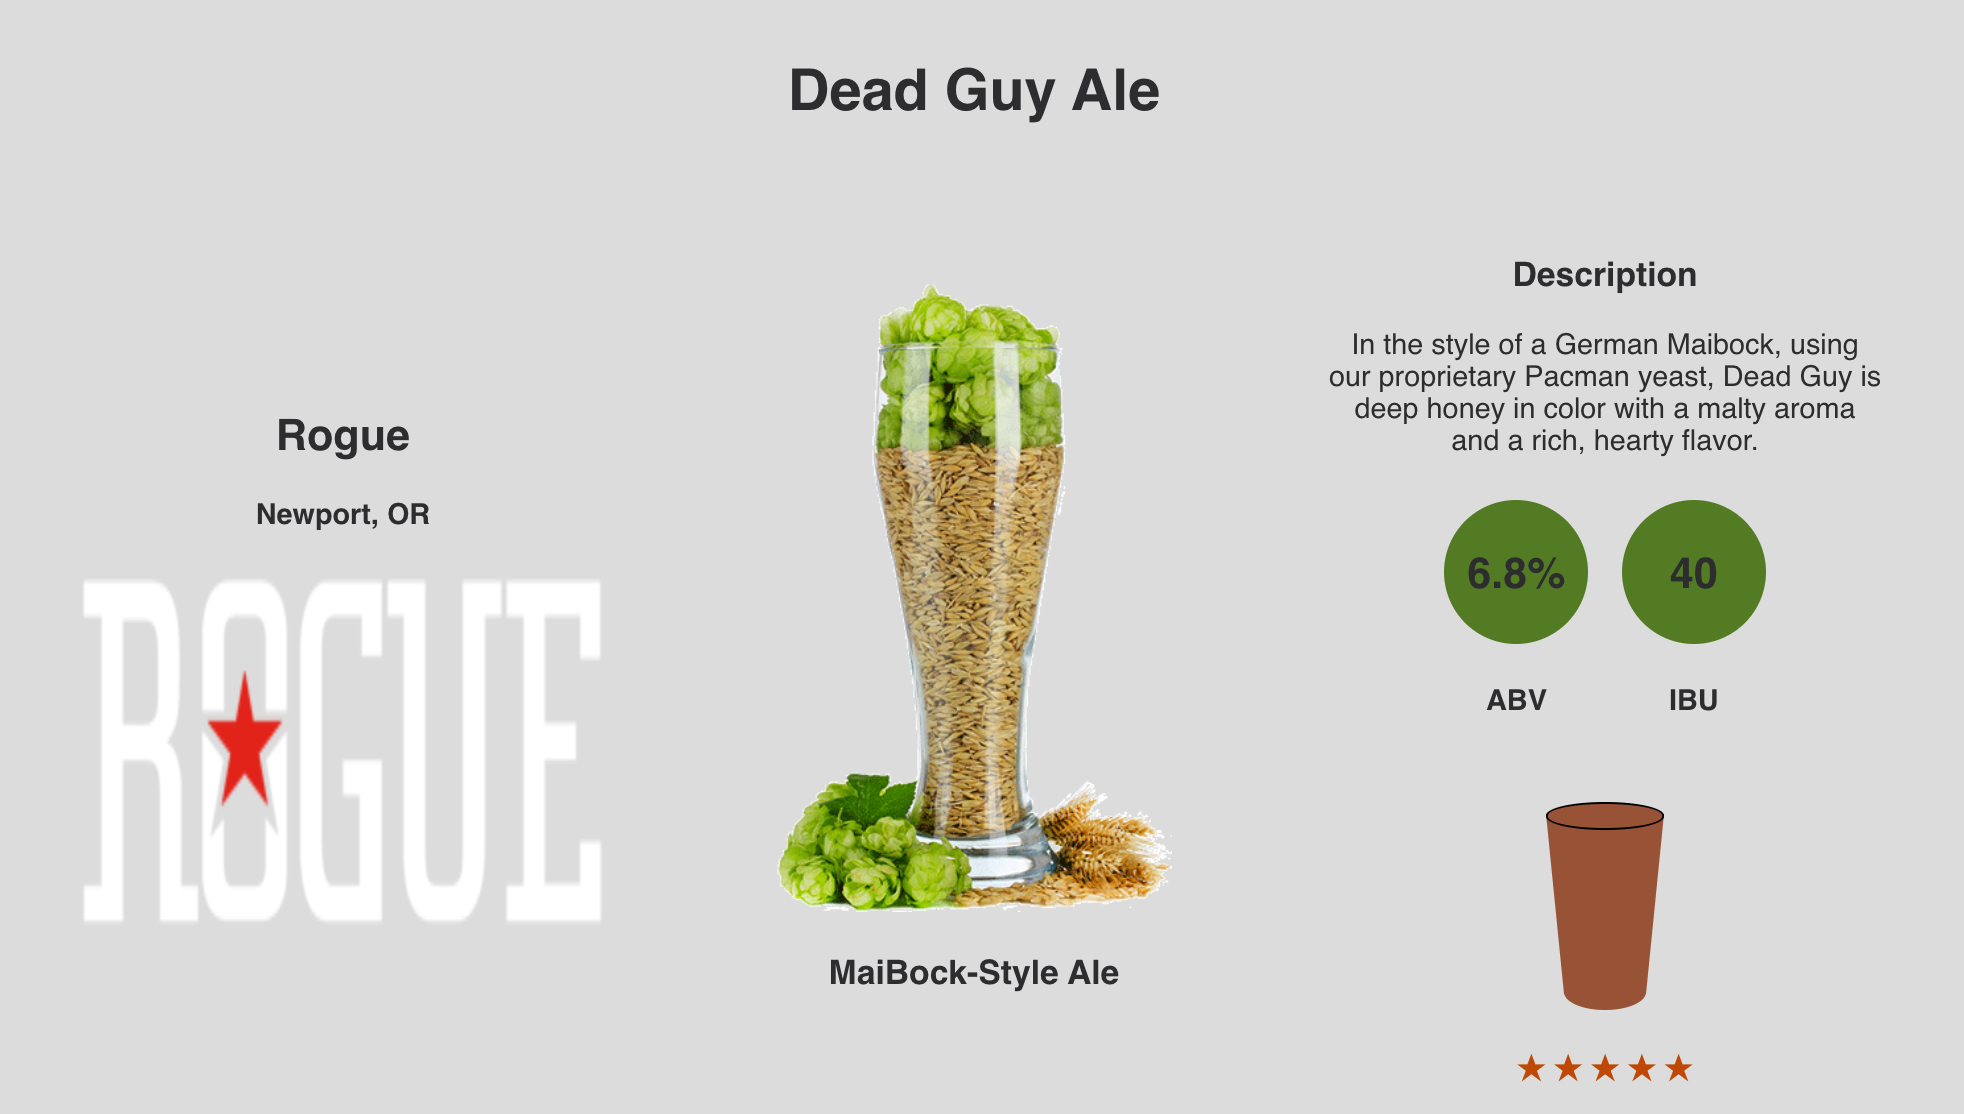 Dead Guy Ale
Rogue
Newport, OR
ROGUE
MaiBock-Style Ale
Description
In the style of a German Maibock, using
our proprietary Pacman yeast, Dead Guy is
deep honey in color with a malty aroma
and a rich, hearty flavor.
6.8% 40
ABV IBU